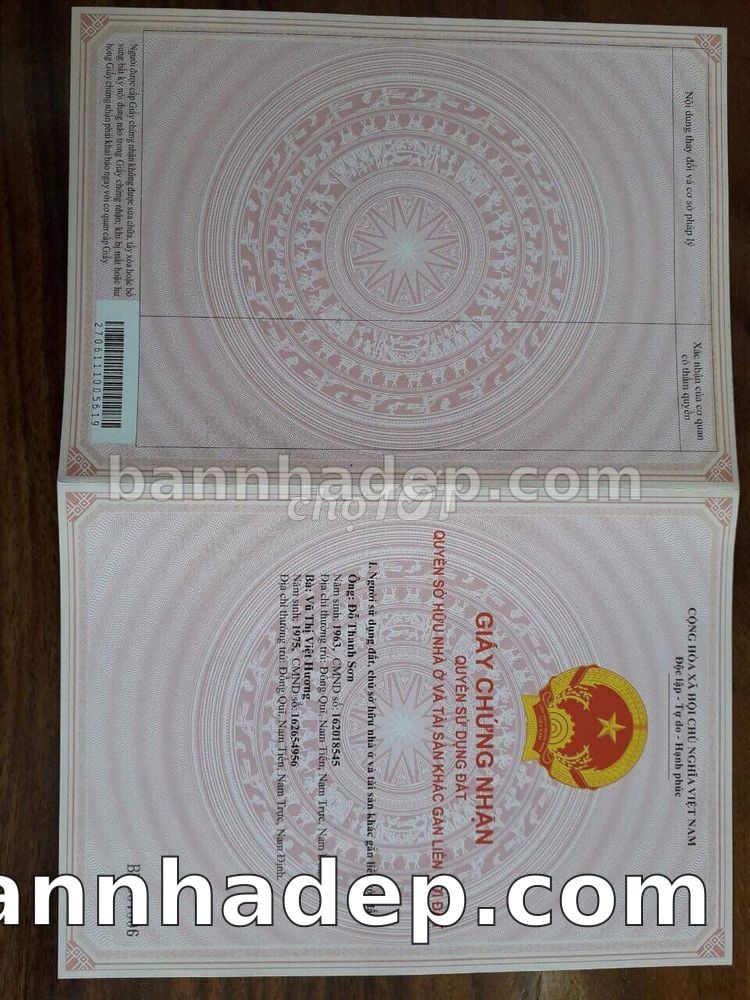 CỘNG HÒA XÃ HỘI CHỦ NGHĨA VIỆT NAM
Độc lập - Tự do - Hạnh phúc
GIẤY CHỨNG NHẬN
QUYỀN SỬ DỤNG ĐẤT
QUYỀN SỞ HỮU NHÀ Ở VÀ TÀI SẢN KHÁC GẮN LIỀN
I. Người sử dụng đất, chủ sở hữu nhà ở và tài sản khác gắn
Ông: Đỗ Thanh Sơn
Năm sinh: 1963, CMND số: 162018545
Địa chỉ thường trú: Đồng Quì, Nam Tiến, Nam Trực, Nam
Bà: Vũ Thị Việt Hương
Năm sinh: 1975, CMND số: 162654956
Địa chỉ thường trú: Đồng Quì, Nam Tiến, Nam Trực, Nam Định.
Nội dung thay đổi và cơ sở pháp lý
Xác nhận của cơ quan
có thẩm quyền
Người được cấp Giấy chứng nhận không được sửa chữa, tẩy xóa hoặc bổ
sung bất kỳ nội dung nào trong Giấy chứng nhận; khi bị mất hoặc hư
hỏng Giấy chứng nhận phải khai báo ngay với cơ quan cấp Giấy.
2706111005619
bannhadep.com
chợTỐT
annhadep.com